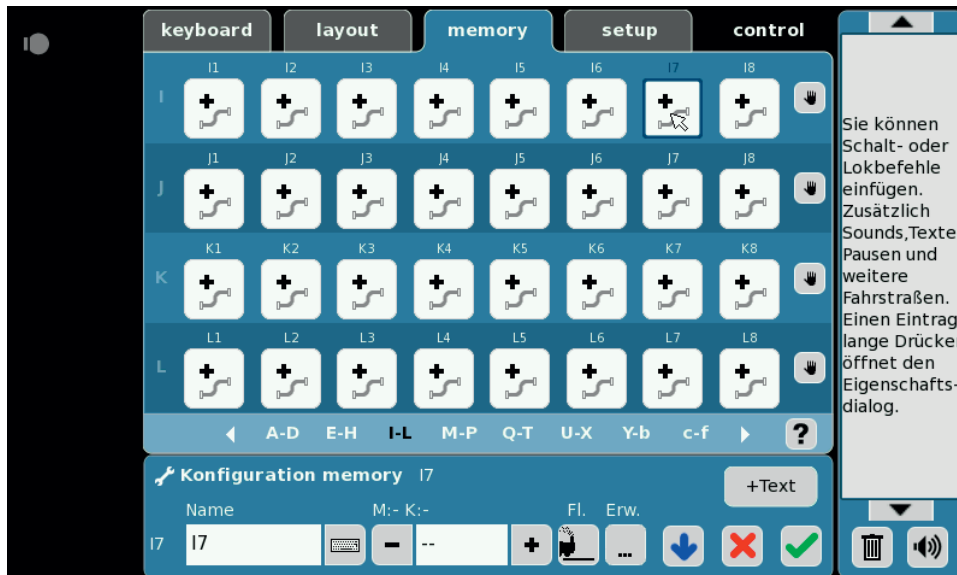 keyboard layout memory setup control
I1 I2 I3 I4 I5 I6 I7 I8
I
J1 J2 J3 J4 J5 J6 J7 J8
J
K1 K2 K3 K4 K5 K6 K7 K8
K
L1 L2 L3 L4 L5 L6 L7 L8
L
A-D E-H I-L M-P Q-T U-X Y-b c-f ?
Konfiguration memory I7
+Text
Name M:- K:- Fl. Erw.
I7 I7 -- ...
Sie können
Schalt- oder
Lokbefehle
einfügen.
Zusätzlich
Sounds,Texte
Pausen und
weitere
Fahrstraßen.
Einen Eintrag
lange Drücke
öffnet den
Eigenschafts-
dialog.